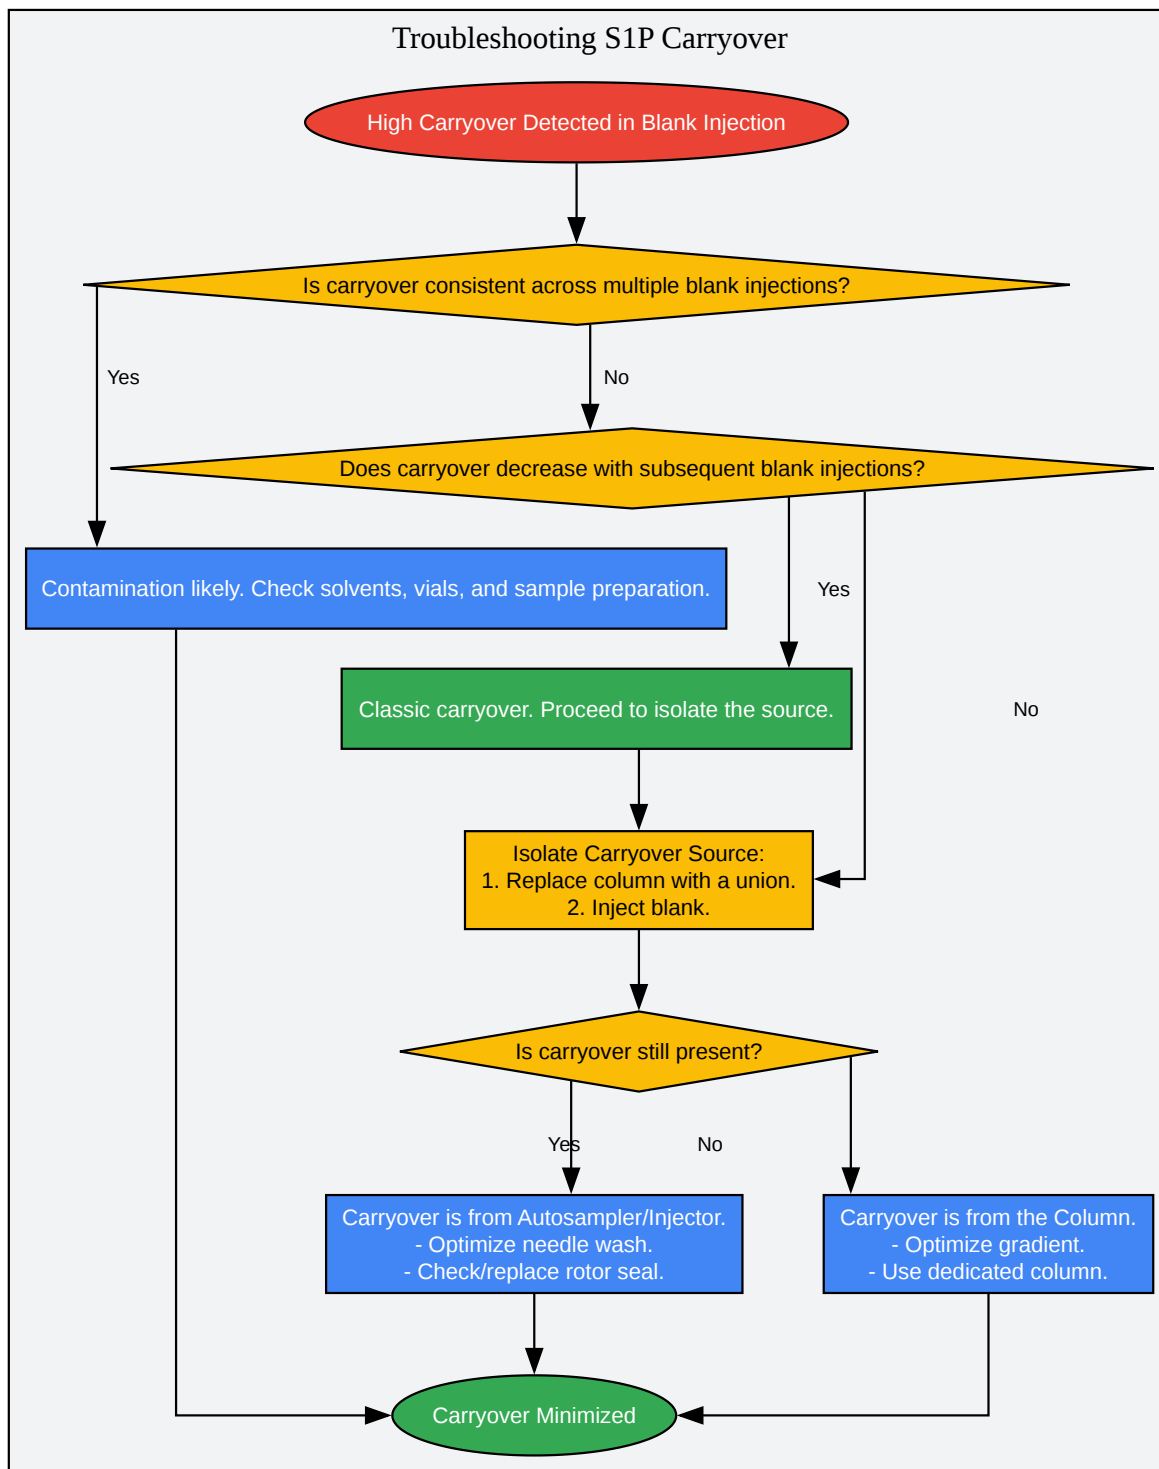 Troubleshooting S1P Carryover
High Carryover Detected in Blank Injection
Is carryover consistent across multiple blank injections?
Yes
No
Does carryover decrease with subsequent blank injections?
Contamination likely. Check solvents, vials, and sample preparation.
Yes
Classic carryover. Proceed to isolate the source.
No
Isolate Carryover Source:
1. Replace column with a union.
2. Inject blank.
Is carryover still present?
Yes
No
Carryover is from Autosampler/Injector.
- Optimize needle wash.
- Check/replace rotor seal.
Carryover is from the Column.
- Optimize gradient.
- Use dedicated column.
Carryover Minimized